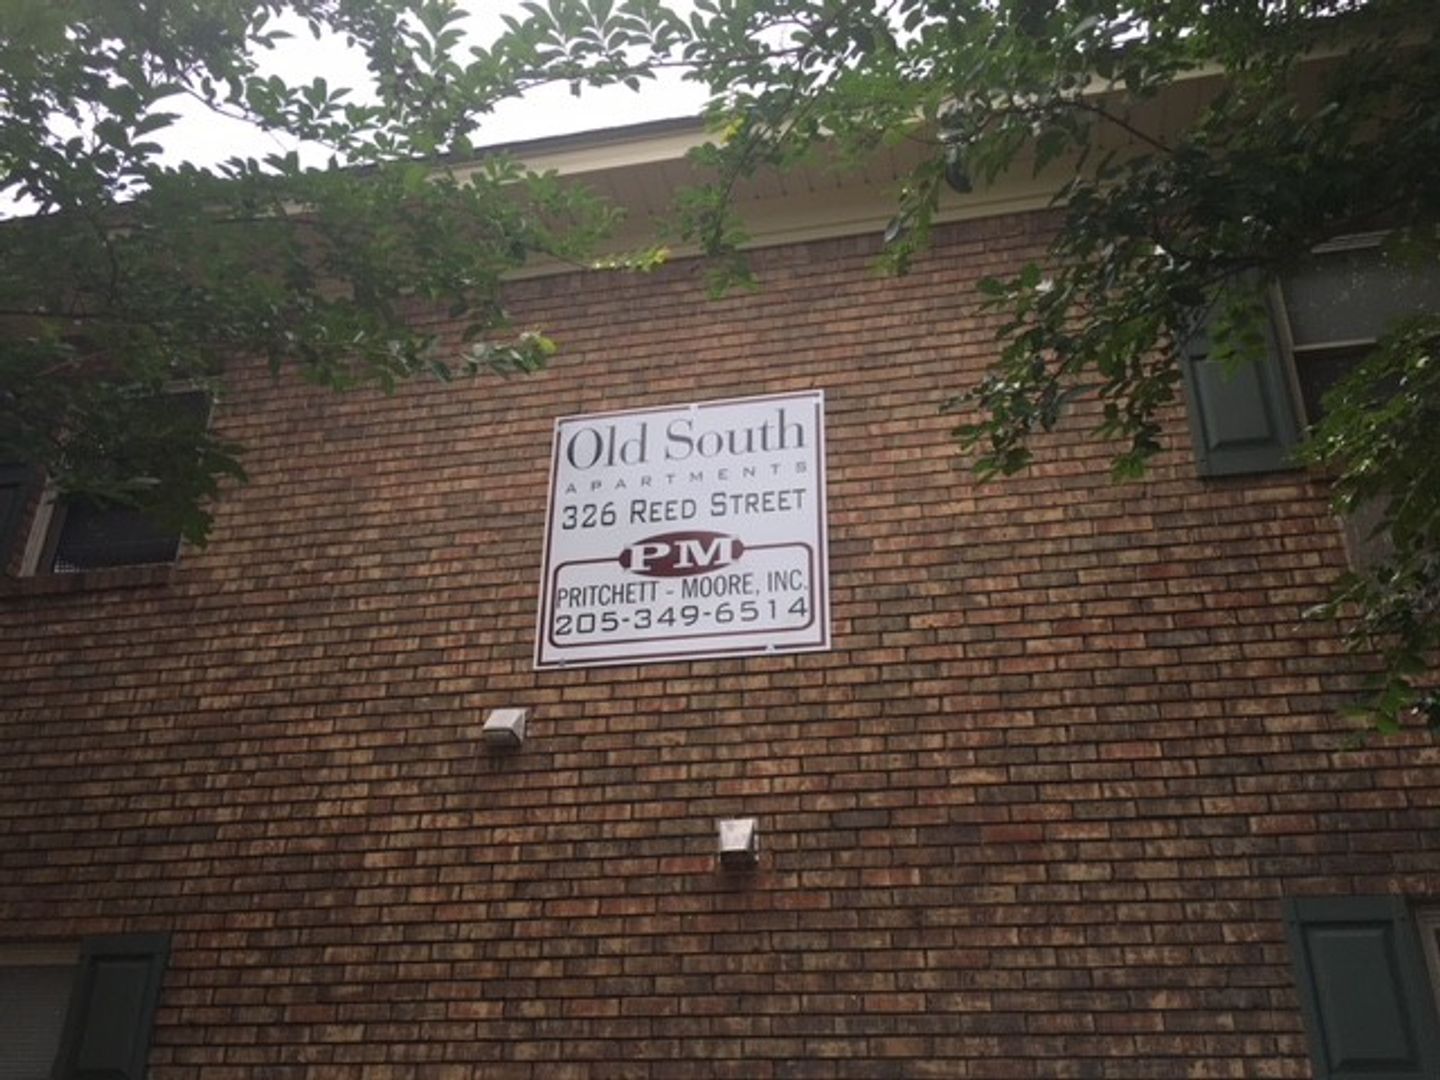 Old South
APARTMENTS
326 REED STREET
PM
PRITCHETT - MOORE, INC.
205-349-6514